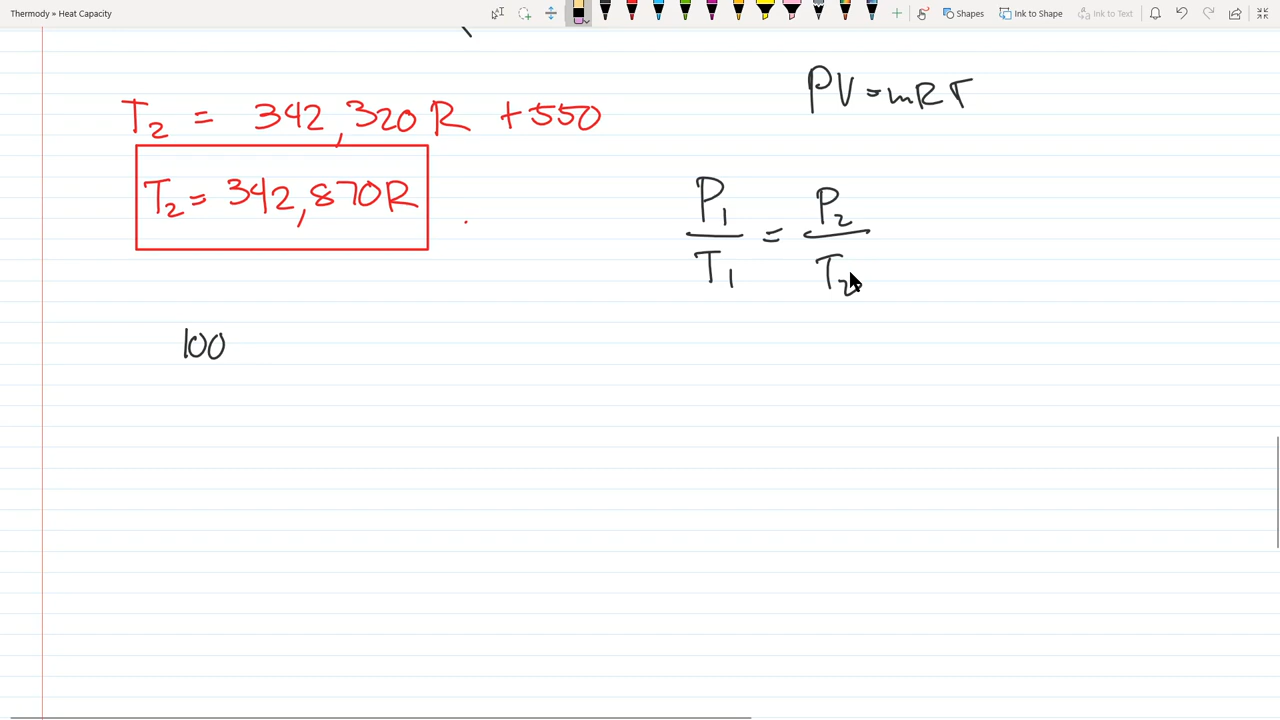 Thermody » Heat Capacity
Shapes
Ink to Shape
Ink to Text
PV = mRT
T₂ = 342,320 R + 550
T₂ = 342,870 R
P₁ / T₁ = P₂ / T₂
100